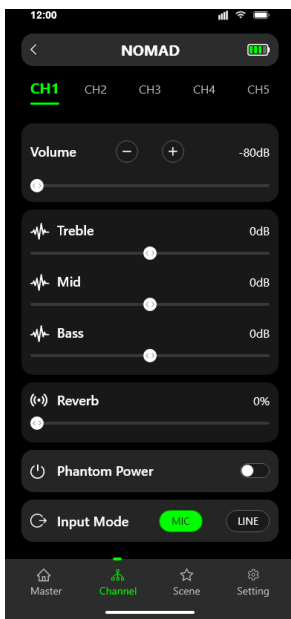 12:00
NOMAD
CH1 CH2 CH3 CH4 CH5
Volume -80dB
Treble 0dB
Mid 0dB
Bass 0dB
Reverb 0%
Phantom Power
Input Mode MIC LINE
Master Channel Scene Setting